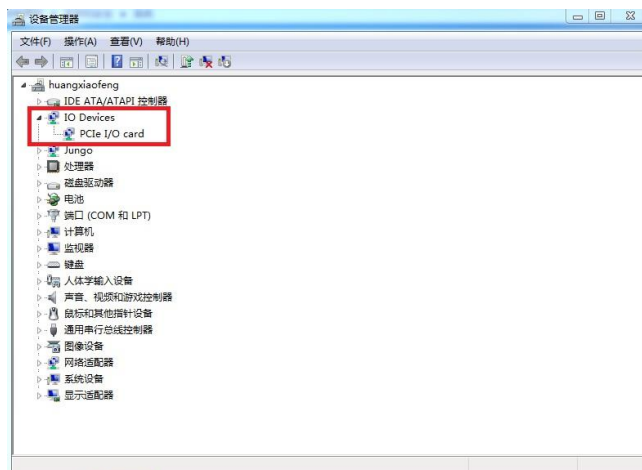 设备管理器
文件(F) 操作(A) 查看(V) 帮助(H)
huangxiaofeng
IDE ATA/ATAPI 控制器
IO Devices
PCIe I/O card
Jungo
处理器
磁盘驱动器
电池
端口 (COM 和 LPT)
计算机
监视器
键盘
人体学输入设备
声音、视频和游戏控制器
鼠标和其他指针设备
通用串行总线控制器
图像设备
网络适配器
系统设备
显示适配器